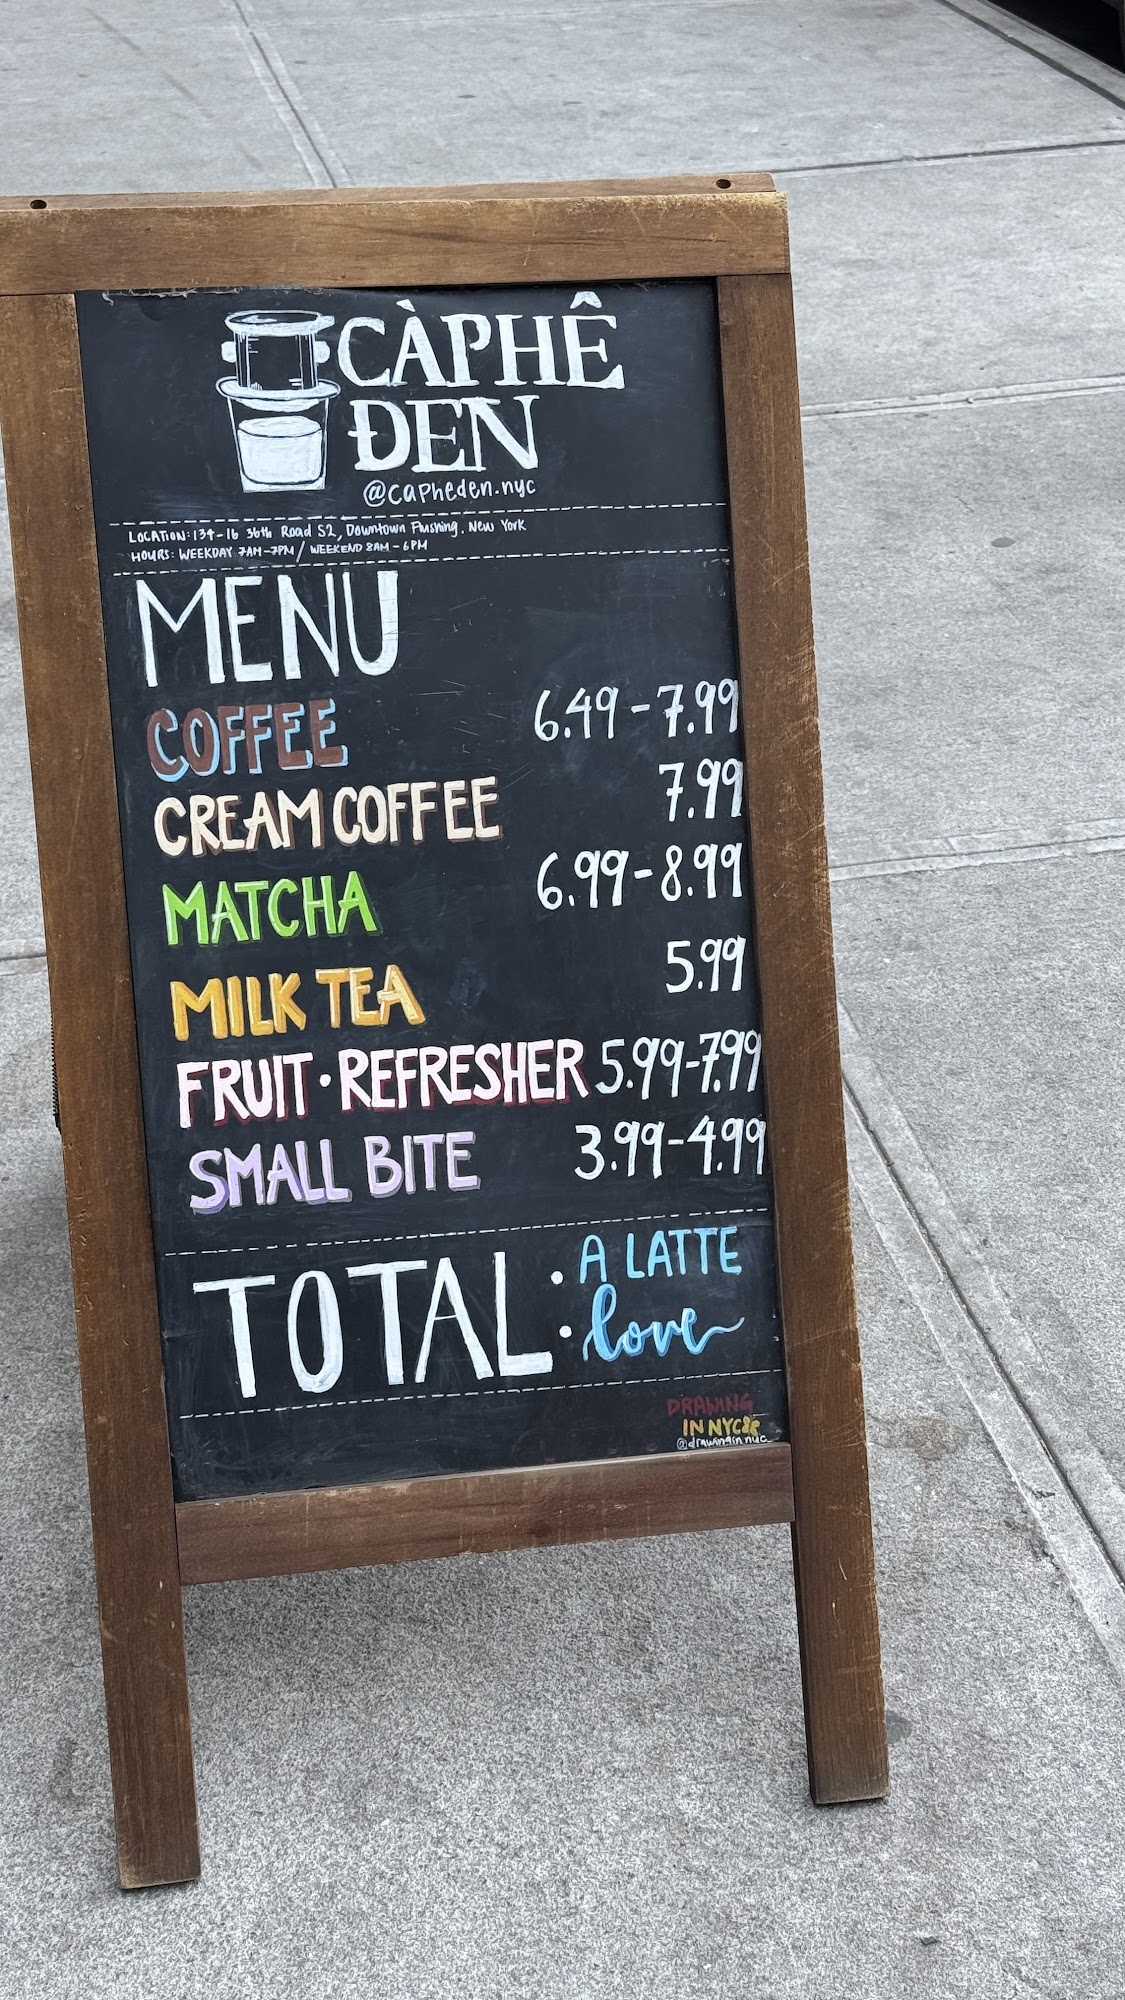 CÀPHÊ
ĐEN
@capheden.nyc
LOCATION: 134-16 36th Road S2, Downtown Flushing, New York
HOURS: WEEKDAY 7AM-7PM / WEEKEND 8AM-6PM
MENU
COFFEE 6.49-7.99
CREAM COFFEE 7.99
MATCHA 6.99-8.99
MILK TEA 5.99
FRUIT·REFRESHER 5.99-7.99
SMALL BITE 3.99-4.99
TOTAL: A LATTE
love
DRAWING
IN NYC
@drawinginnyc